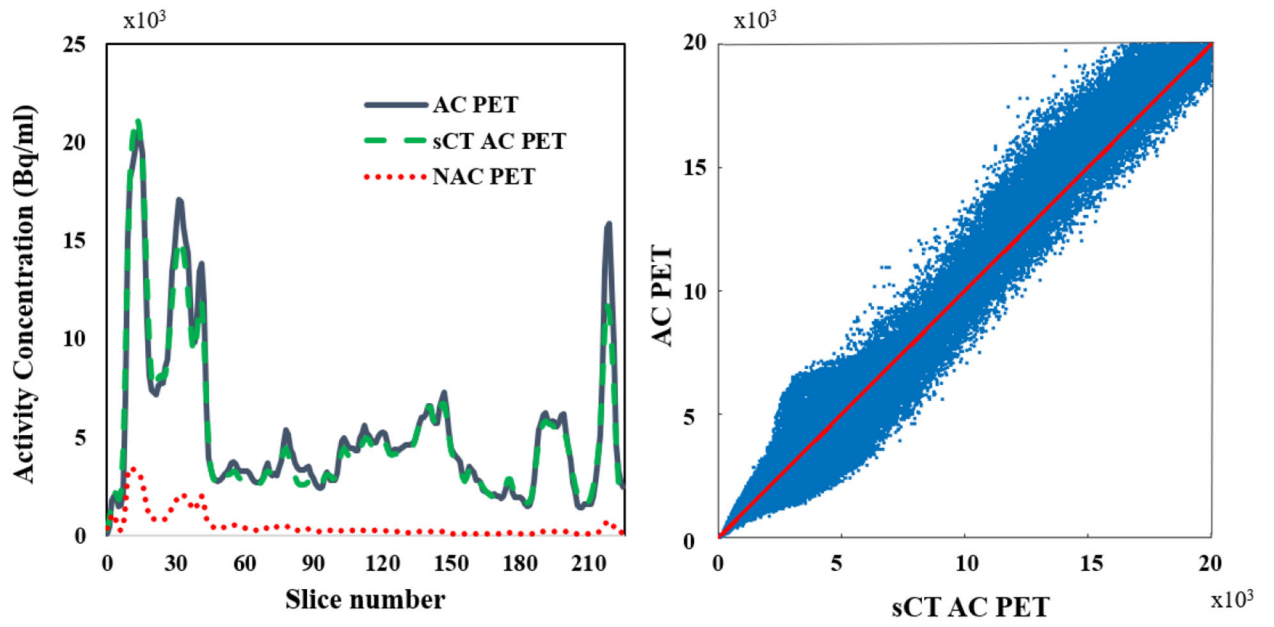 x10³
25
20
15
10
5
0
Activity Concentration (Bq/ml)
AC PET
sCT AC PET
NAC PET
0 30 60 90 120 150 180 210
Slice number
x10³
20
15
10
5
0
AC PET
0 5 10 15 20
sCT AC PET
x10³